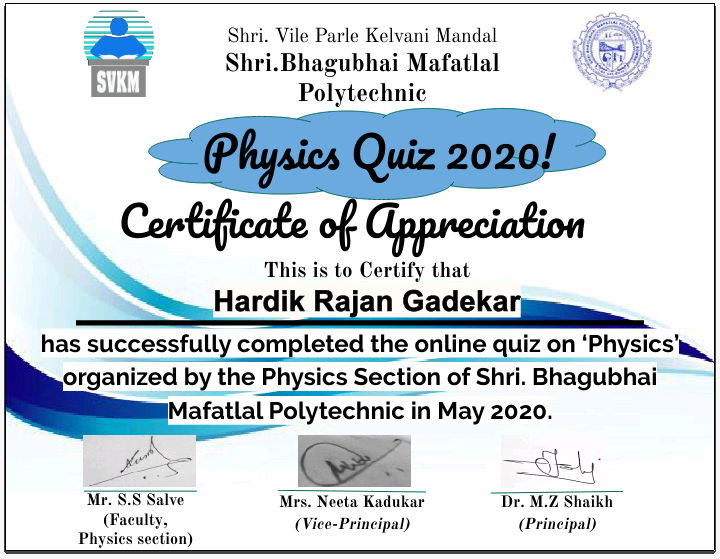 SVKM
Shri. Vile Parle Kelvani Mandal
Shri.Bhagubhai Mafatlal
Polytechnic
Physics Quiz 2020!
Certificate of Appreciation
This is to Certify that
Hardik Rajan Gadekar
has successfully completed the online quiz on ‘Physics’
organized by the Physics Section of Shri. Bhagubhai
Mafatlal Polytechnic in May 2020.
Mr. S.S Salve
(Faculty,
Physics section)
Mrs. Neeta Kadukar
(Vice-Principal)
Dr. M.Z Shaikh
(Principal)